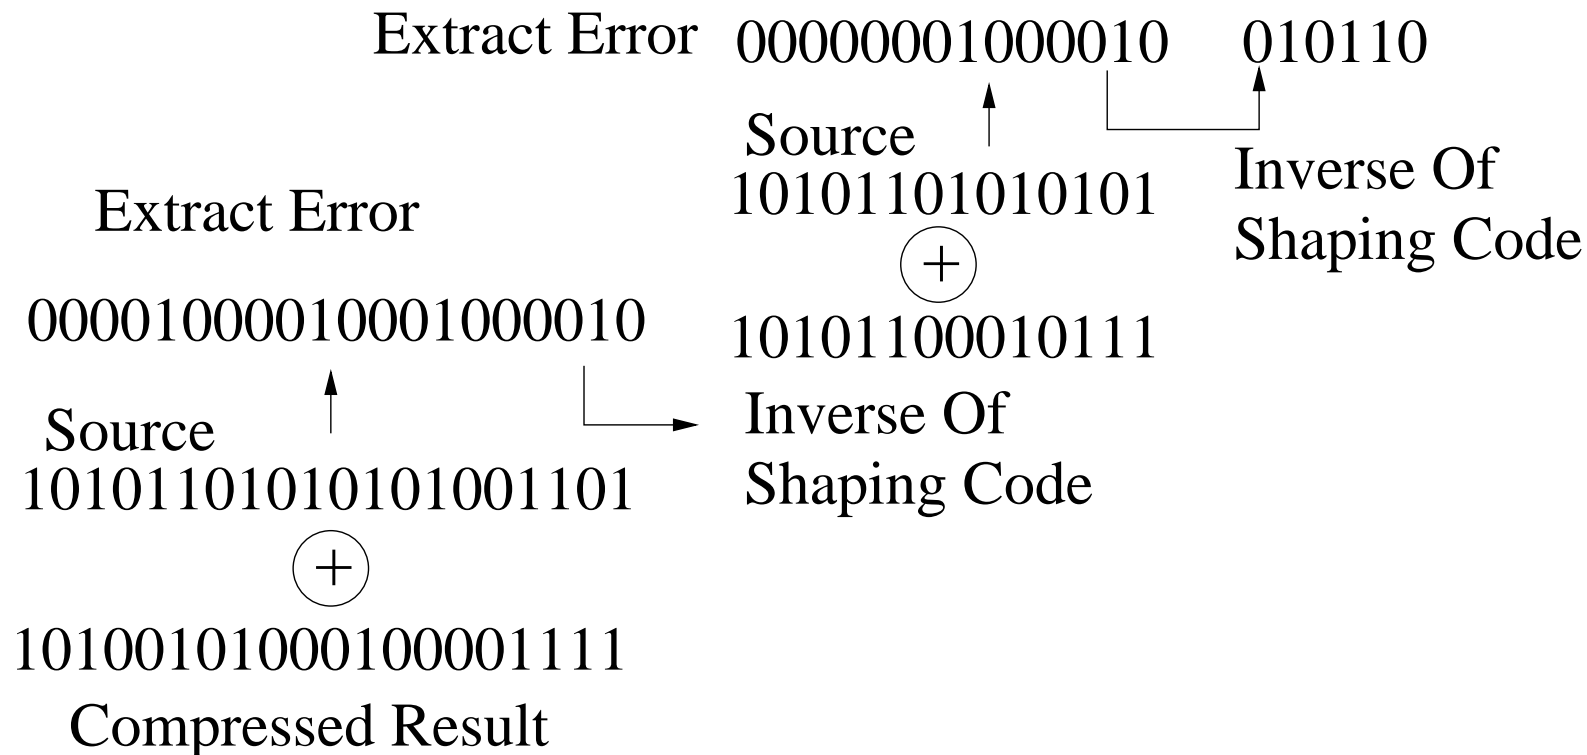 Extract Error 00000001000010 010110
Source
10101101010101
Inverse Of
Shaping Code
+
10101100010111
Inverse Of
Shaping Code
Extract Error
00001000010001000010
Source
10101101010101001101
+
10100101000100001111
Compressed Result